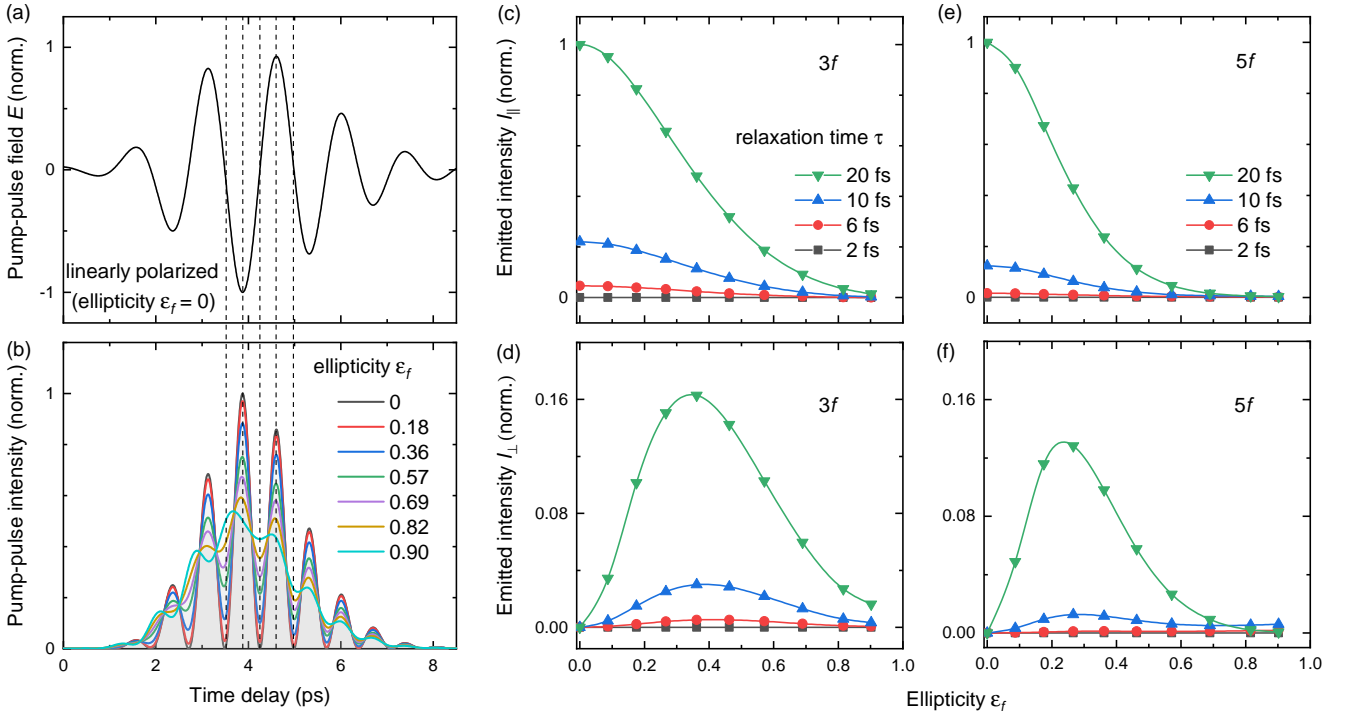 (a)
Pump-pulse field E (norm.)
1
0
-1
linearly polarized
(ellipticity εf = 0)
(b)
Pump-pulse intensity (norm.)
1
0
ellipticity εf
0
0.18
0.36
0.57
0.69
0.82
0.90
0
2
4
6
8
Time delay (ps)
(c)
Emitted intensity I∥ (norm.)
1
0
3f
relaxation time τ
20 fs
10 fs
6 fs
2 fs
(d)
Emitted intensity I⊥ (norm.)
0.16
0.08
0.00
3f
0.0 0.2 0.4 0.6 0.8 1.0
(e)
1
0
5f
20 fs
10 fs
6 fs
2 fs
(f)
0.16
0.08
0.00
5f
0.0 0.2 0.4 0.6 0.8 1.0
Ellipticity εf